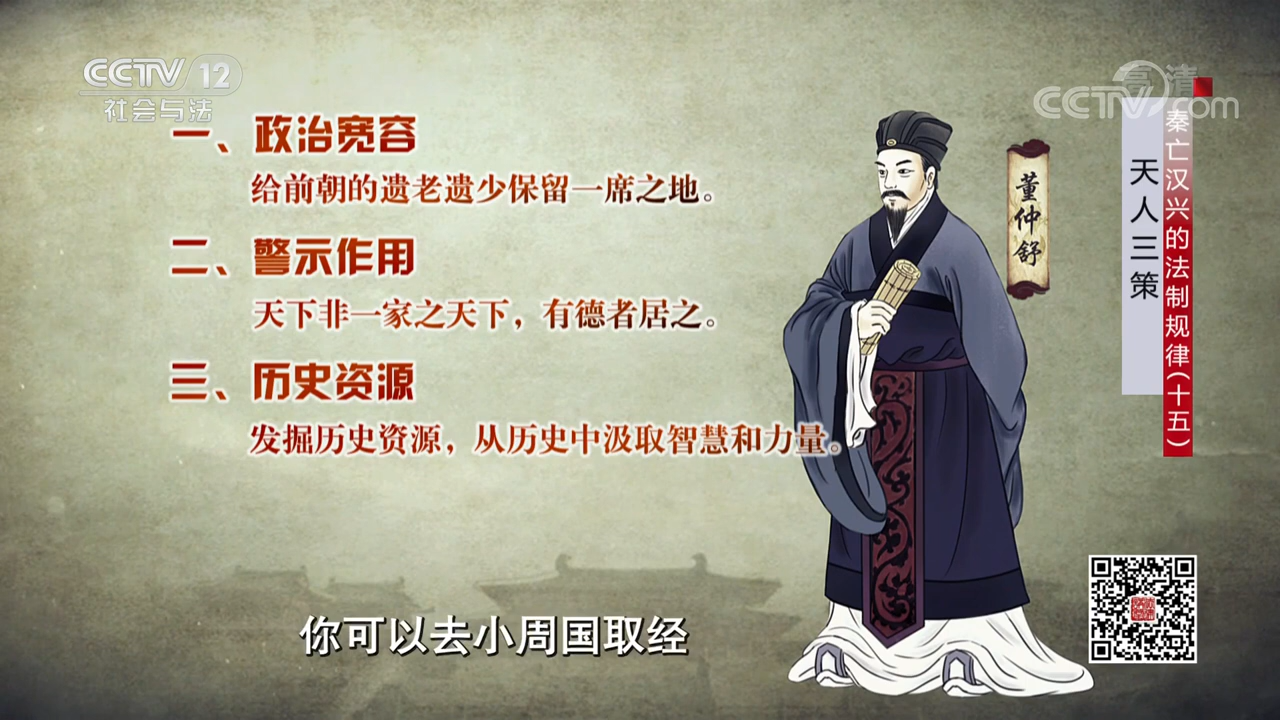 CCTV 12
社会与法
高清
CCTV.com
一、政治宽容
给前朝的遗老遗少保留一席之地。
二、警示作用
天下非一家之天下，有德者居之。
三、历史资源
发掘历史资源，从历史中汲取智慧和力量。
董仲舒
天人三策
秦亡汉兴的法制规律(十五)
你可以去小周国取经